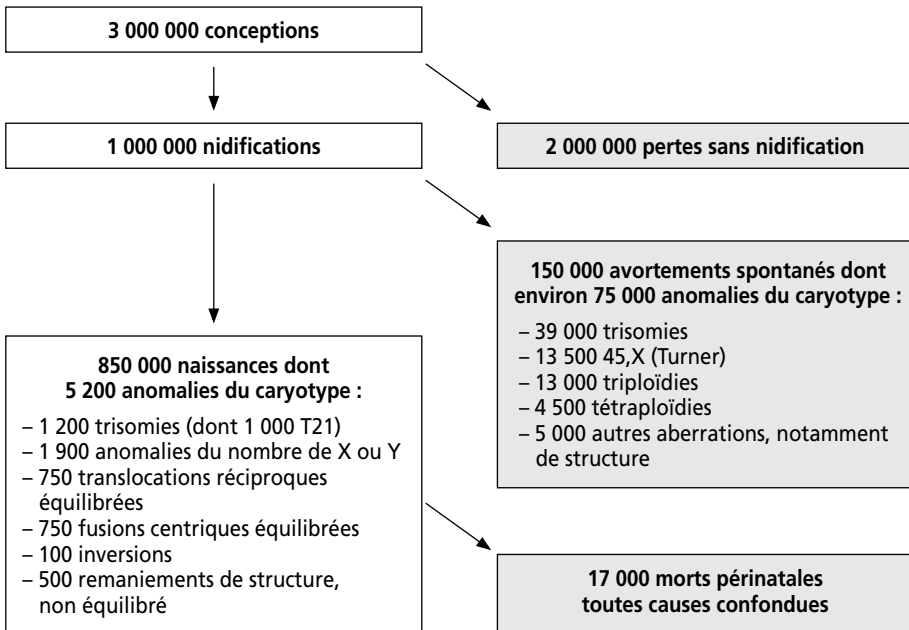 3 000 000 conceptions
1 000 000 nidifications
2 000 000 pertes sans nidification
150 000 avortements spontanés dont
environ 75 000 anomalies du caryotype :
– 39 000 trisomies
– 13 500 45,X (Turner)
– 13 000 triploïdies
– 4 500 tétraploïdies
– 5 000 autres aberrations, notamment
de structure
850 000 naissances dont
5 200 anomalies du caryotype :
– 1 200 trisomies (dont 1 000 T21)
– 1 900 anomalies du nombre de X ou Y
– 750 translocations réciproques
équilibrées
– 750 fusions centriques équilibrées
– 100 inversions
– 500 remaniements de structure,
non équilibré
17 000 morts périnatales
toutes causes confondues